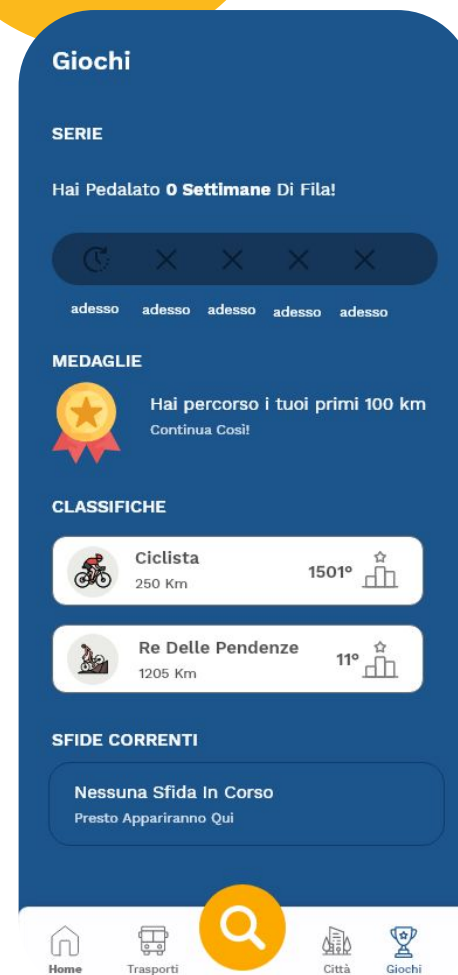 Giochi
SERIE
Hai Pedalato 0 Settimane Di Fila!
adesso adesso adesso adesso adesso
MEDAGLIE
Hai percorso i tuoi primi 100 km
Continua Così!
CLASSIFICHE
Ciclista
250 Km
1501°
Re Delle Pendenze
1205 Km
11°
SFIDE CORRENTI
Nessuna Sfida In Corso
Presto Appariranno Qui
Home Trasporti Città Giochi